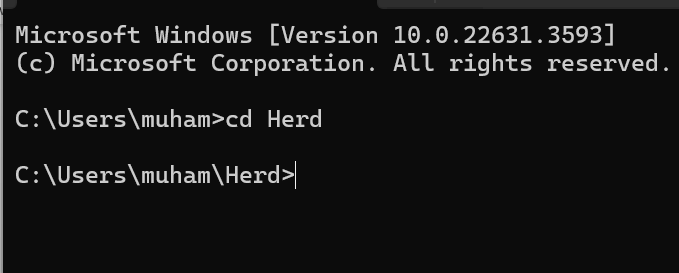 Microsoft Windows [Version 10.0.22631.3593]
(c) Microsoft Corporation. All rights reserved.
C:\Users\muham>cd Herd
C:\Users\muham\Herd>